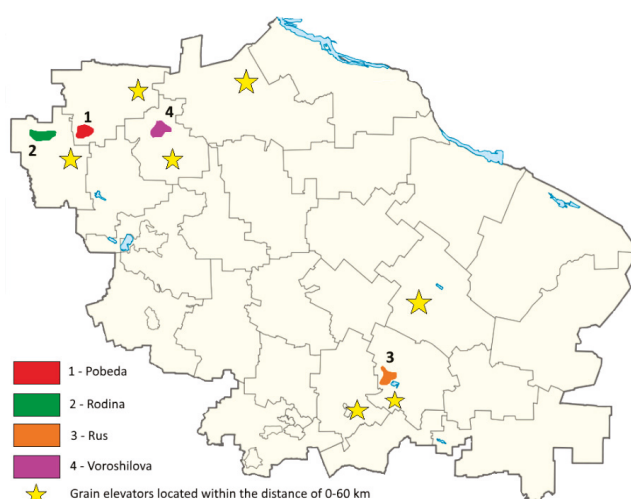 1
4
2
3
1 - Pobeda
2 - Rodina
3 - Rus
4 - Voroshilova
Grain elevators located within the distance of 0-60 km